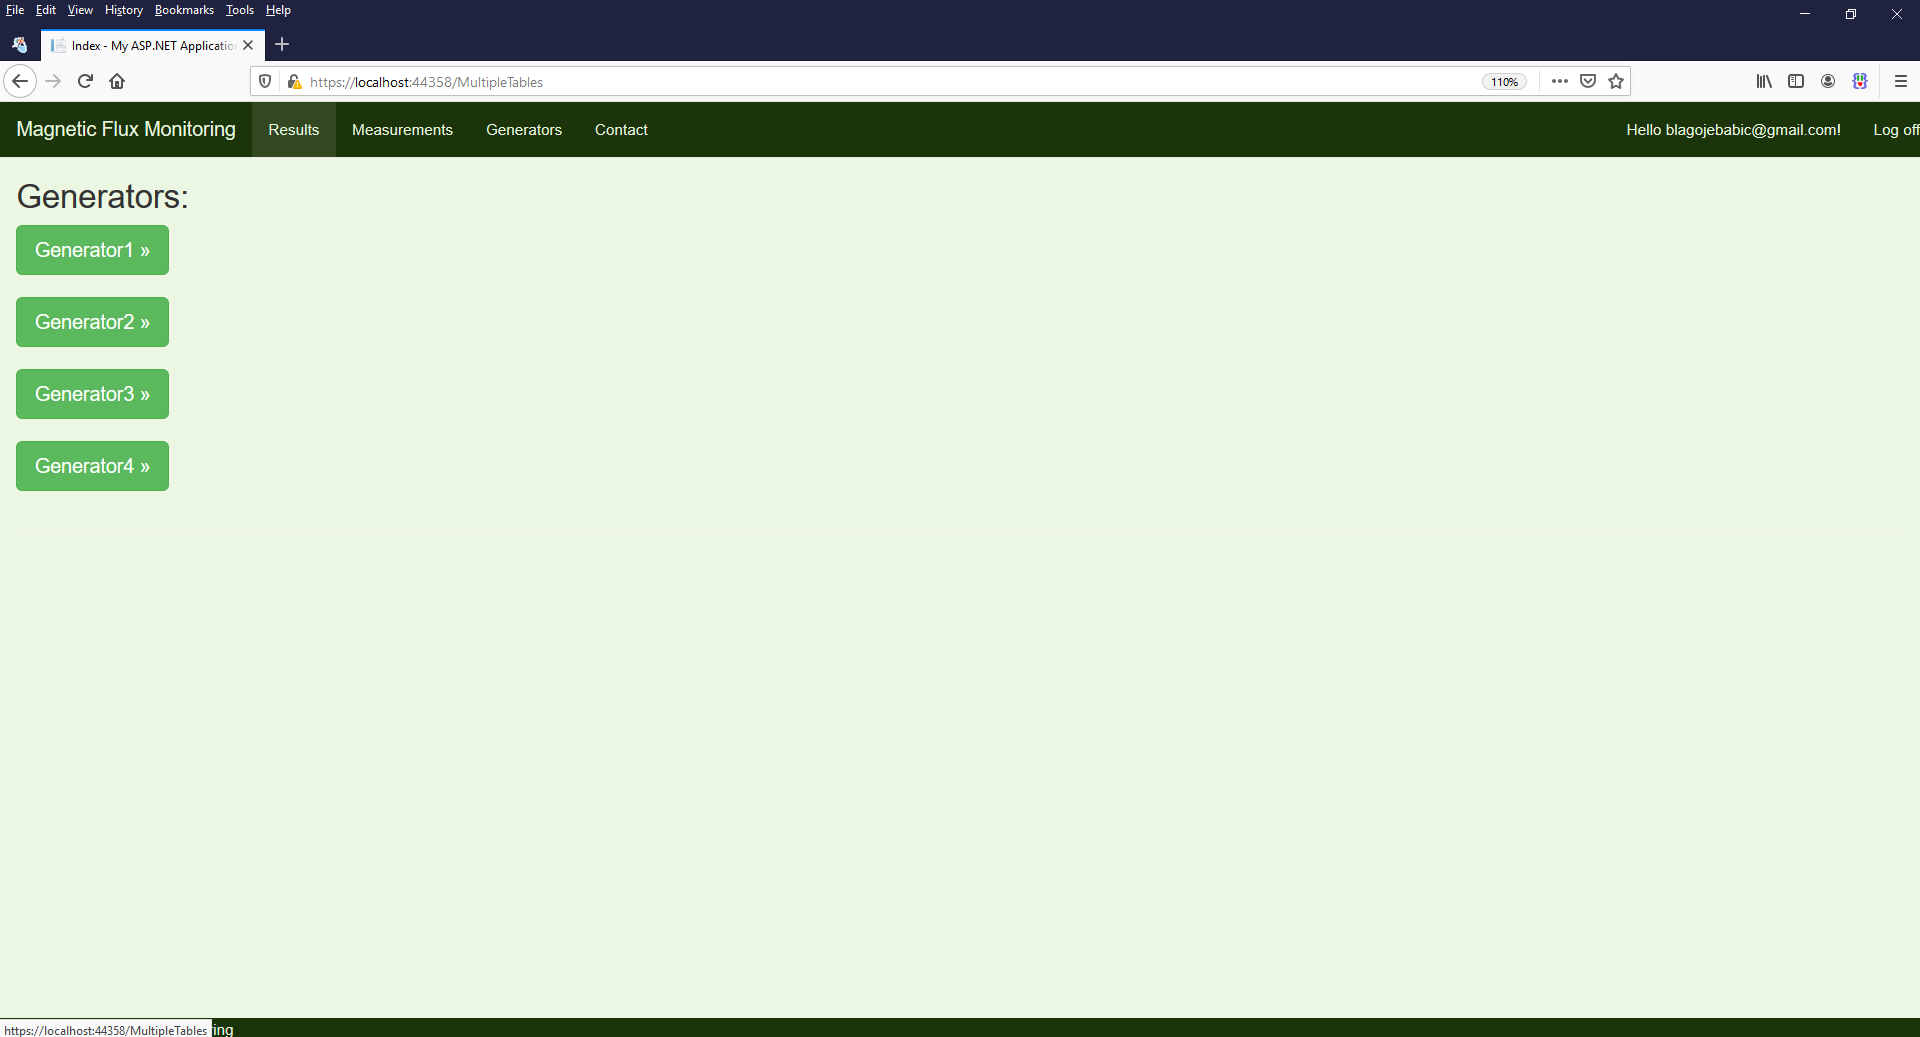 File Edit View History Bookmarks Tools Help
Index - My ASP.NET Applicatio
https://localhost:44358/MultipleTables 110%
Magnetic Flux Monitoring Results Measurements Generators Contact Hello blagojebabic@gmail.com! Log off
Generators:
Generator1 »
Generator2 »
Generator3 »
Generator4 »
https://localhost:44358/MultipleTables ring